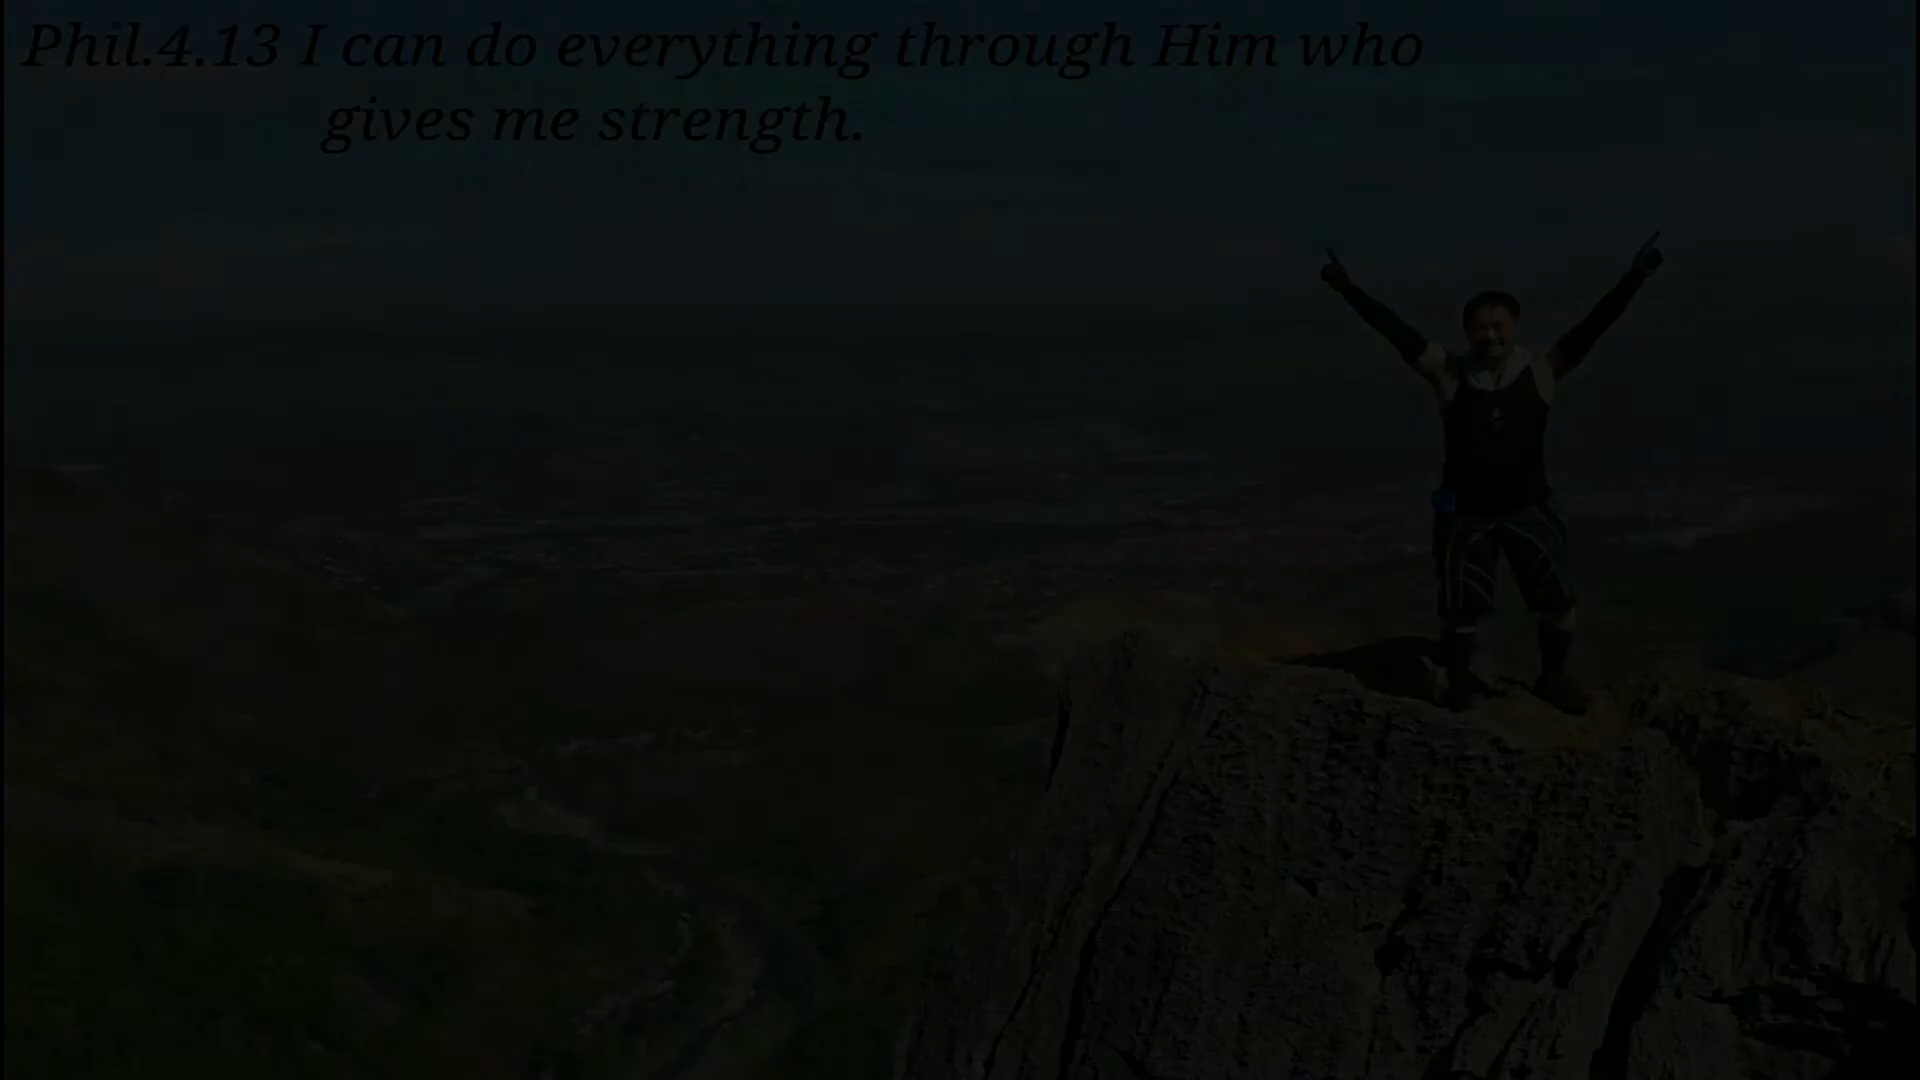 Phil.4.13 I can do everything through Him who
gives me strength.